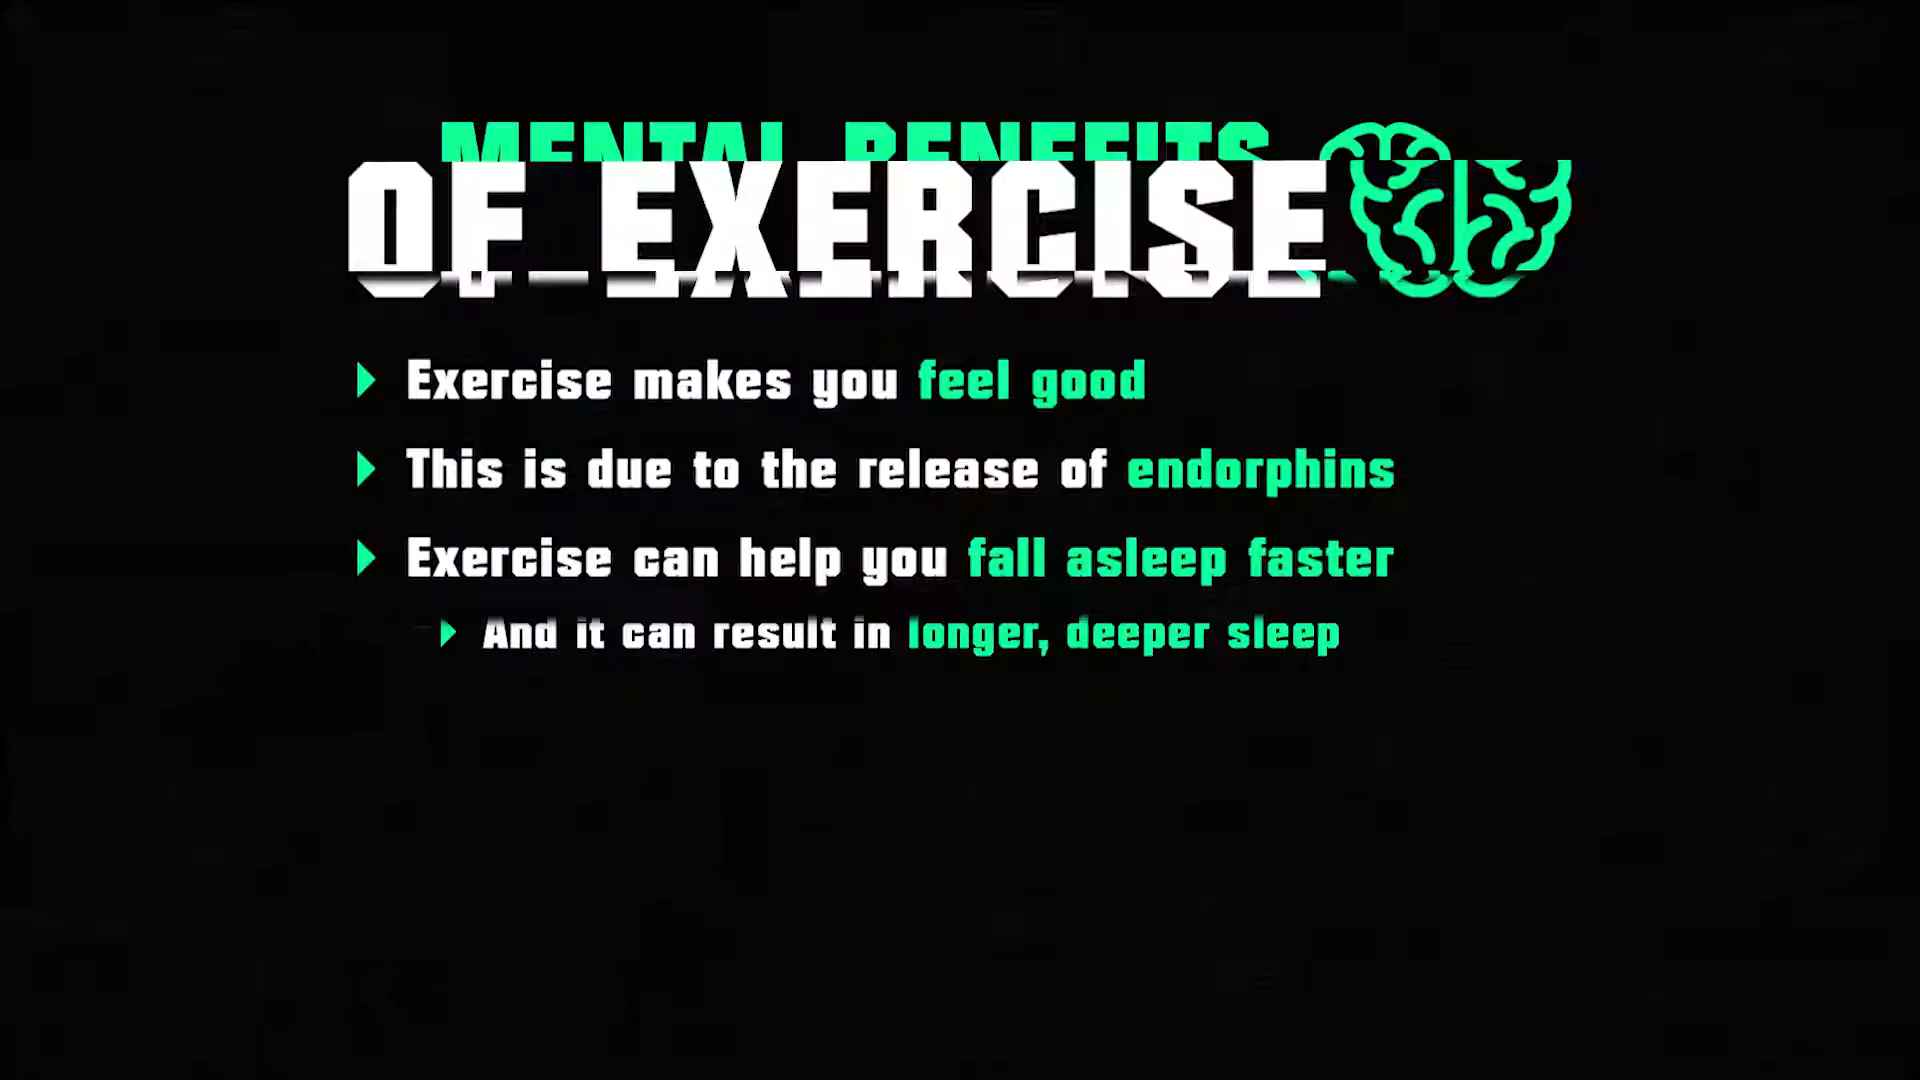 MENTAL BENEFITS
OF EXERCISE
Exercise makes you feel good
This is due to the release of endorphins
Exercise can help you fall asleep faster
And it can result in longer, deeper sleep